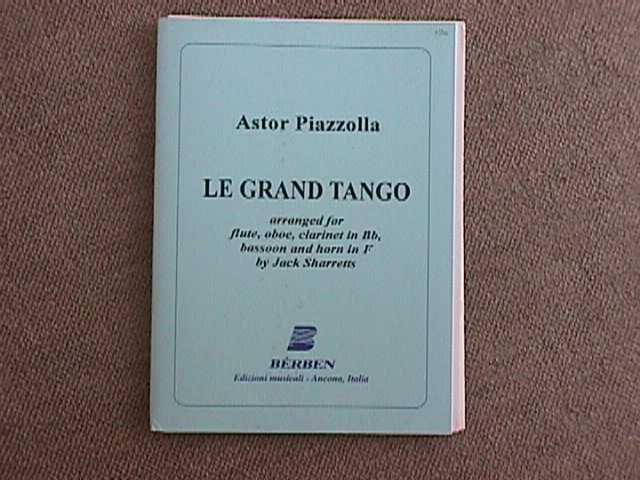 Astor Piazzolla
LE GRAND TANGO
arranged for
flute, oboe, clarinet in Bb,
bassoon and horn in F
by Jack Sharretts
BÈRBEN
Edizioni musicali - Ancona, Italia